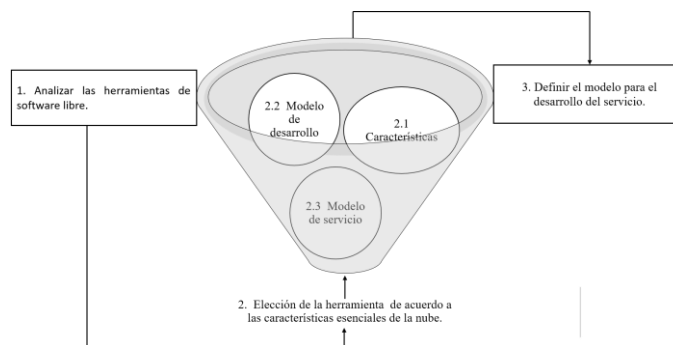 1. Analizar las herramientas de
software libre.
2.2 Modelo
de
desarrollo
2.1
Características
2.3 Modelo
de servicio
3. Definir el modelo para el
desarrollo del servicio.
2. Elección de la herramienta de acuerdo a
las características esenciales de la nube.